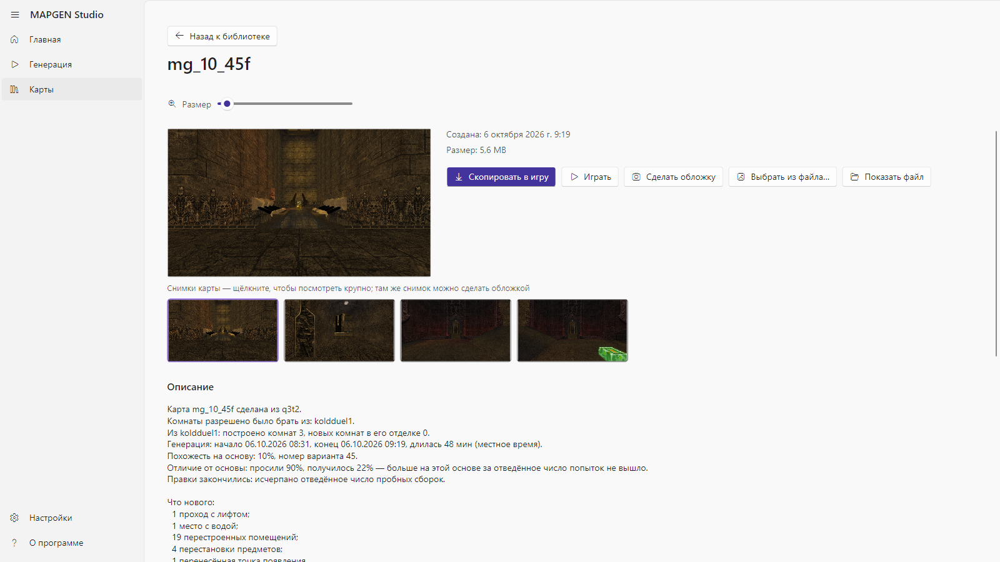 MAPGEN Studio
Главная
Генерация
Карты
Настройки
? О программе
Назад к библиотеке
mg_10_45f
Размер
Создана: 6 октября 2026 г. 9:19
Размер: 5,6 MB
Скопировать в игру
Играть
Сделать обложку
Выбрать из файла...
Показать файл
Снимки карты — щёлкните, чтобы посмотреть крупно; там же снимок можно сделать обложкой
Описание
Карта mg_10_45f сделана из q3t2.
Комнаты разрешено было брать из: koldduel1.
Из koldduel1: построено комнат 3, новых комнат в его отделке 0.
Генерация: начало 06.10.2026 08:31, конец 06.10.2026 09:19, длилась 48 мин (местное время).
Похожесть на основу: 10%, номер варианта 45.
Отличие от основы: просили 90%, получилось 22% — больше на этой основе за отведённое число попыток не вышло.
Правки закончились: исчерпано отведённое число пробных сборок.
Что нового:
1 проход с лифтом;
1 место с водой;
19 перестроенных помещений;
4 перестановки предметов;
1 перенесённая точка появления